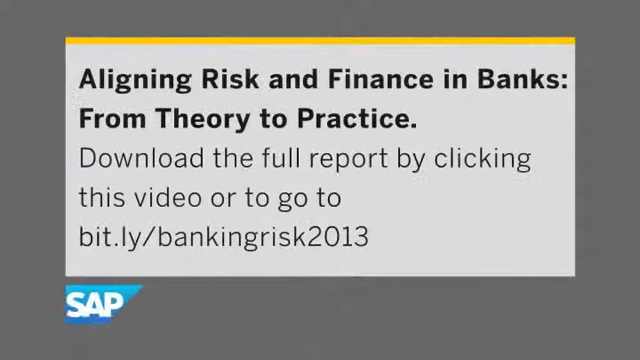 Aligning Risk and Finance in Banks:
From Theory to Practice.
Download the full report by clicking
this video or to go to
bit.ly/bankingrisk2013
SAP